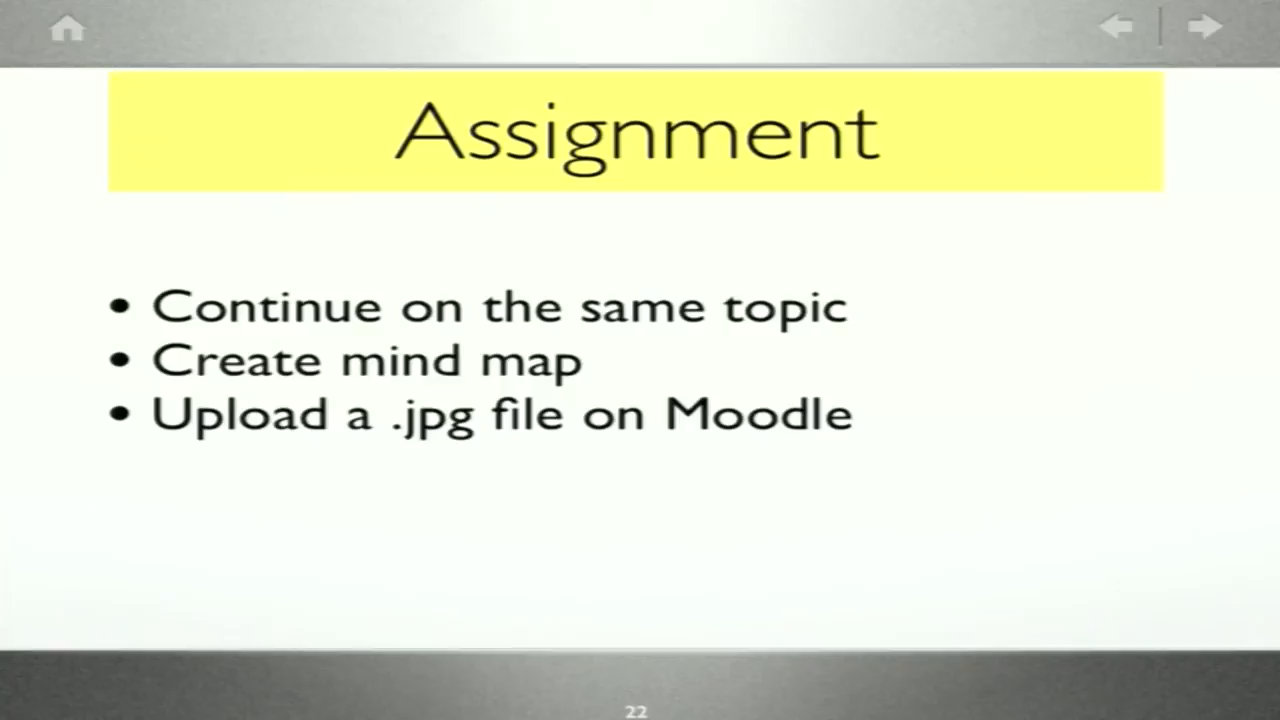 Assignment
• Continue on the same topic
• Create mind map
• Upload a .jpg file on Moodle
22